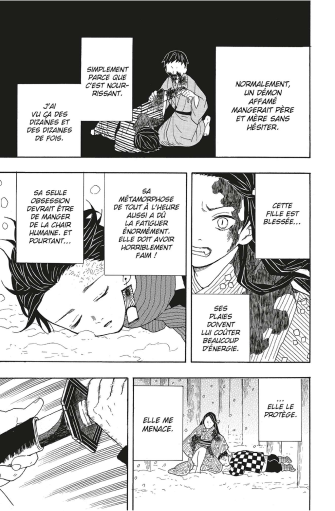 NORMALEMENT,
UN DÉMON
AFFAMÉ
MANGERAIT PÈRE
ET MÈRE SANS
HÉSITER.
SIMPLEMENT
PARCE QUE
C'EST NOUR-
RISSANT.
J'AI
VU ÇA DES
DIZAINES ET
DES DIZAINES
DE FOIS.
CETTE
FILLE EST
BLESSÉE...
SES
PLAIES
DOIVENT
LUI COÛTER
BEAUCOUP
D'ÉNERGIE.
SA
MÉTAMORPHOSE
DE TOUT À L'HEURE
AUSSI A DÛ
LA FATIGUER
ÉNORMÉMENT.
ELLE DOIT AVOIR
HORRIBLEMENT
FAIM !
SA SEULE
OBSESSION
DEVRAIT ÊTRE
DE MANGER
DE LA CHAIR
HUMAINE. ET
POURTANT...
...
ELLE LE
PROTÈGE.
ELLE ME
MENACE.